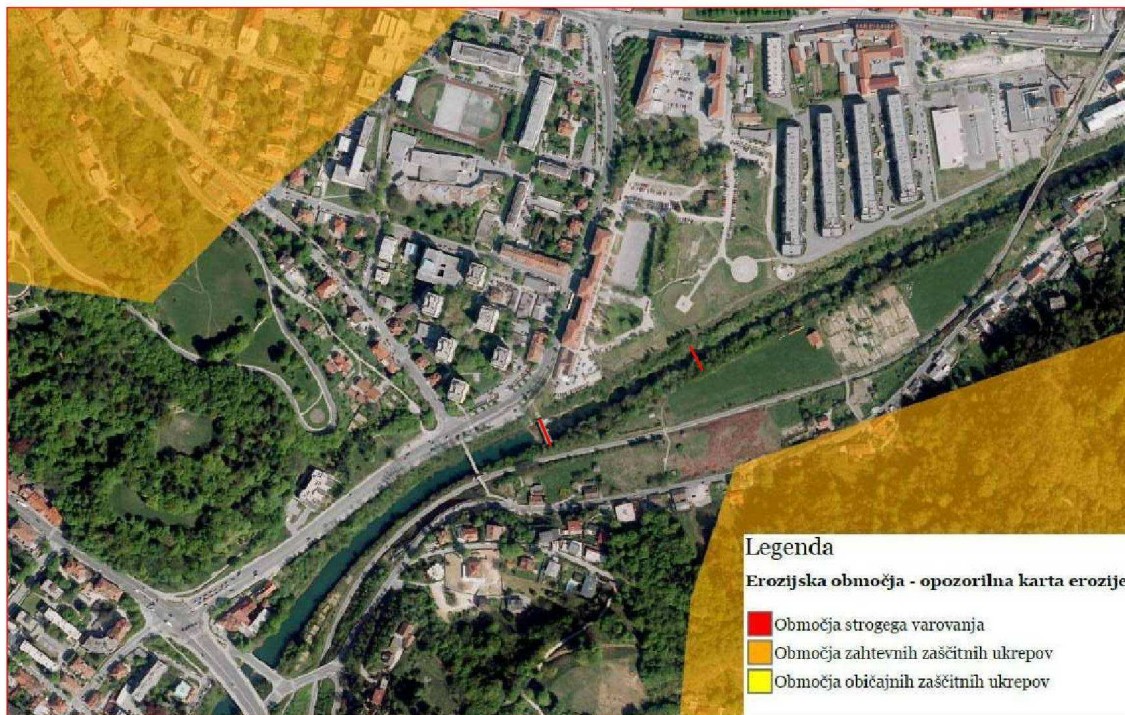 Legenda
Erozijska območja - opozorilna karta erozije
Območja strogega varovanja
Območja zahtevnih zaščitnih ukrepov
Območja običajnih zaščitnih ukrepov